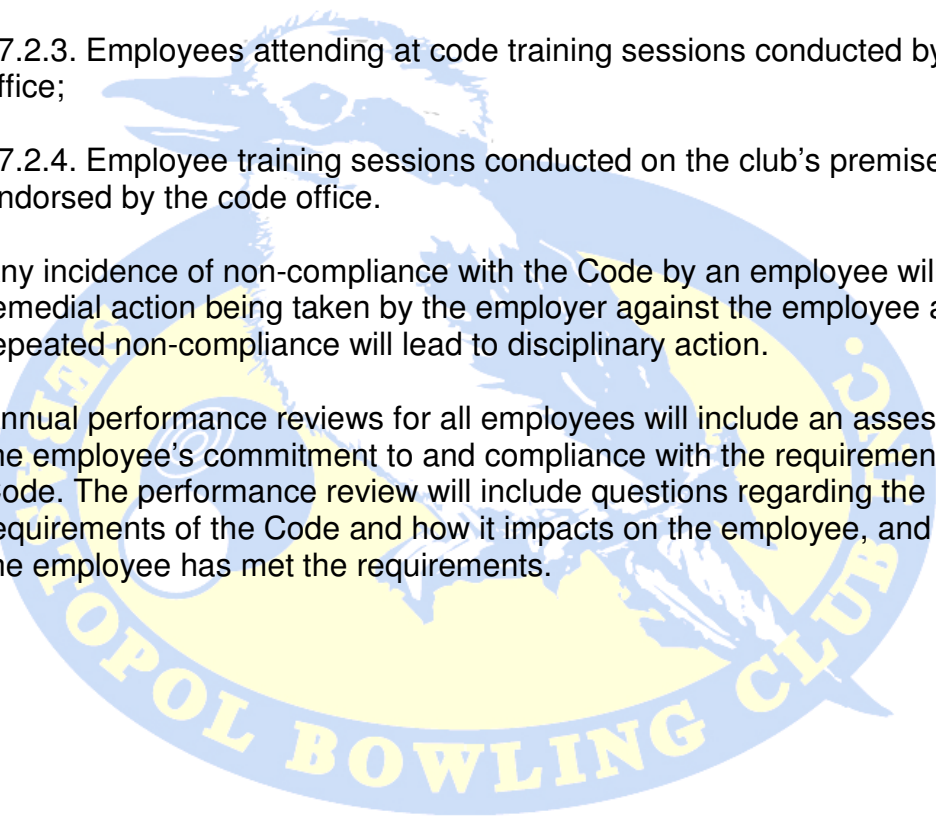 7.2.3. Employees attending at code training sessions conducted by
ffice;
7.2.4. Employee training sessions conducted on the club’s premise
ndorsed by the code office.
ny incidence of non-compliance with the Code by an employee wil
emedial action being taken by the employer against the employee a
epeated non-compliance will lead to disciplinary action.
nnual performance reviews for all employees will include an asses
he employee’s commitment to and compliance with the requiremen
ode. The performance review will include questions regarding the
equirements of the Code and how it impacts on the employee, and
he employee has met the requirements.
SEBASTOPOL BOWLING CLUB INC.